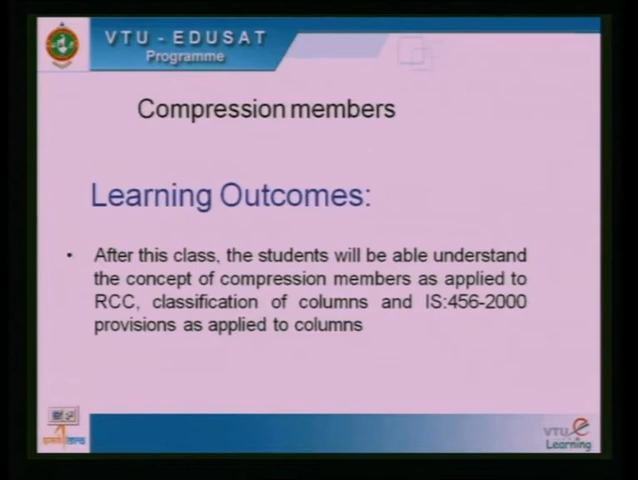 VTU - EDUSAT
Programme
Compression members
Learning Outcomes:
• After this class, the students will be able understand
the concept of compression members as applied to
RCC, classification of columns and IS:456-2000
provisions as applied to columns
VTU e
Learning